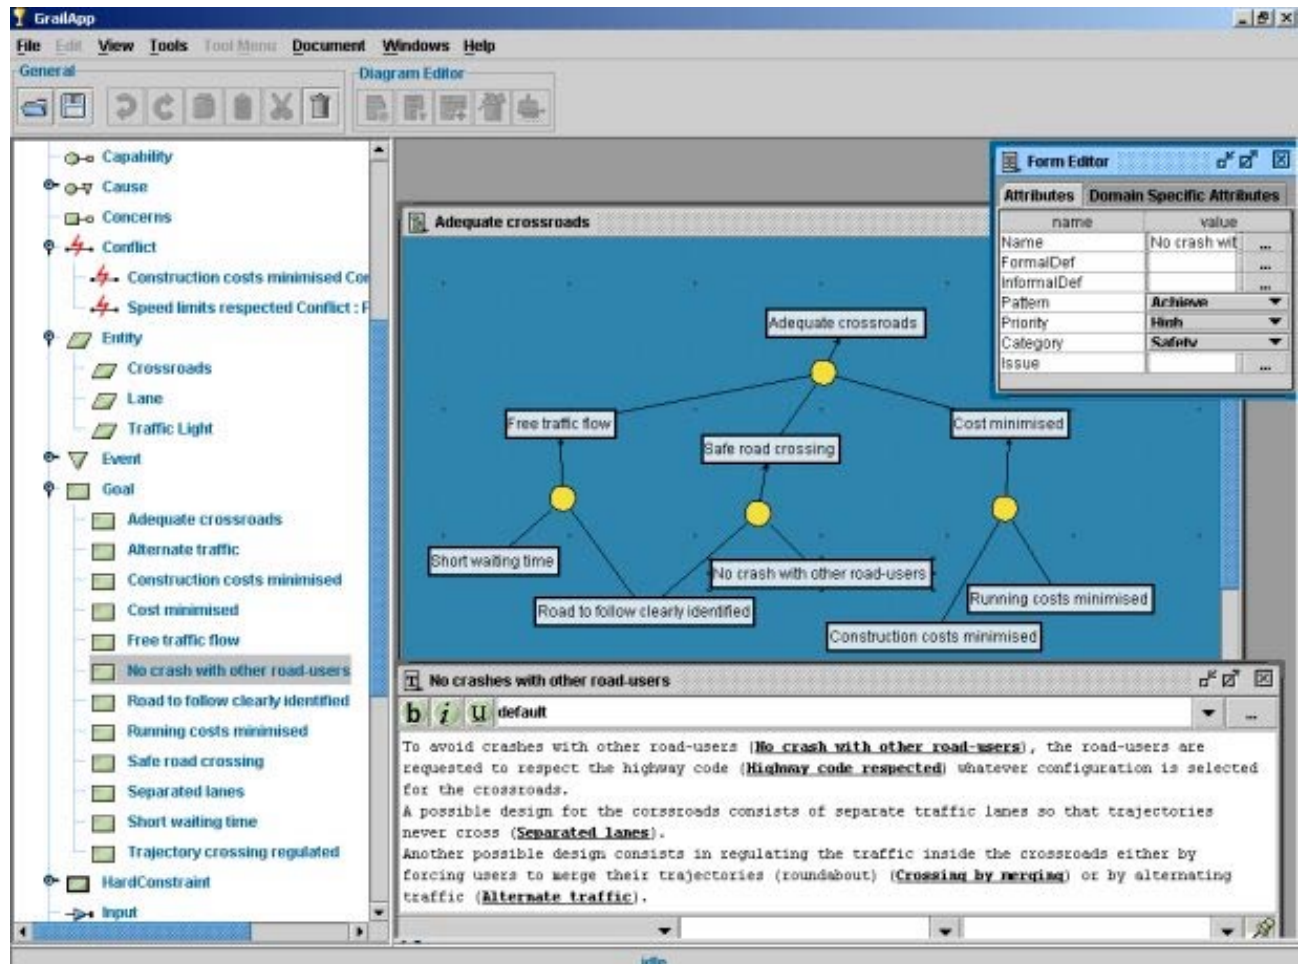 GrailApp
File Edit View Tools Tool Menu Document Windows Help
General
Diagram Editor
Capability
Cause
Concerns
Conflict
Construction costs minimised Con
Speed limits respected Conflict : F
Entity
Crossroads
Lane
Traffic Light
Event
Goal
Adequate crossroads
Alternate traffic
Construction costs minimised
Cost minimised
Free traffic flow
No crash with other road-users
Road to follow clearly identified
Running costs minimised
Safe road crossing
Separated lanes
Short waiting time
Trajectory crossing regulated
HardConstraint
Input
Adequate crossroads
Adequate crossroads
Free traffic flow
Safe road crossing
Cost minimised
Short waiting time
No crash with other road-users
Road to follow clearly identified
Running costs minimised
Construction costs minimised
Form Editor
Attributes Domain Specific Attributes
name value
Name No crash wit ...
FormalDef ...
InformalDef ...
Pattern Achieve
Priority High
Category Safety
Issue ...
No crashes with other road-users
b i U default ...
To avoid crashes with other road-users (No crash with other road-users), the road-users are
requested to respect the highway code (Highway code respected) whatever configuration is selected
for the crossroads.
A possible design for the corssroads consists of separate traffic lanes so that trajectories
never cross (Separated lanes).
Another possible design consists in regulating the traffic inside the crossroads either by
forcing users to merge their trajectories (roundabout) (Crossing by merging) or by alternating
traffic (Alternate traffic).
idle